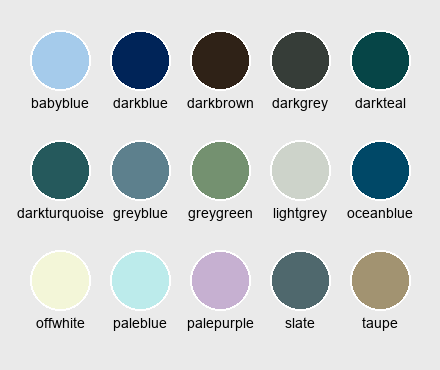 babyblue darkblue darkbrown darkgrey darkteal
darkturquoise greyblue greygreen lightgrey oceanblue
offwhite paleblue palepurple slate taupe